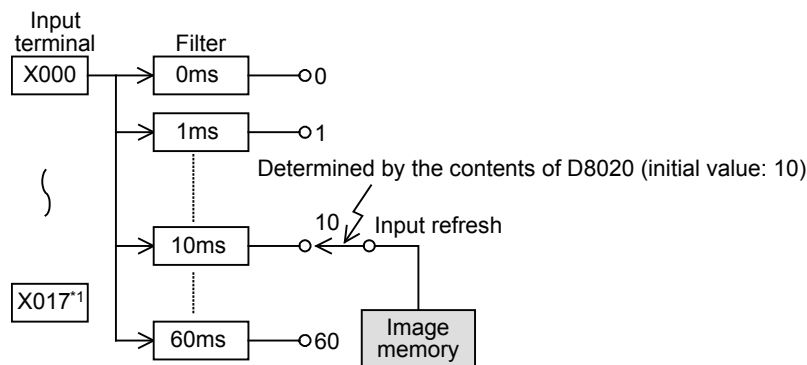 Input
terminal
Filter
X000
0ms
0
1ms
1
Determined by the contents of D8020 (initial value: 10)
10
Input refresh
10ms
X017*1
60ms
60
Image
memory